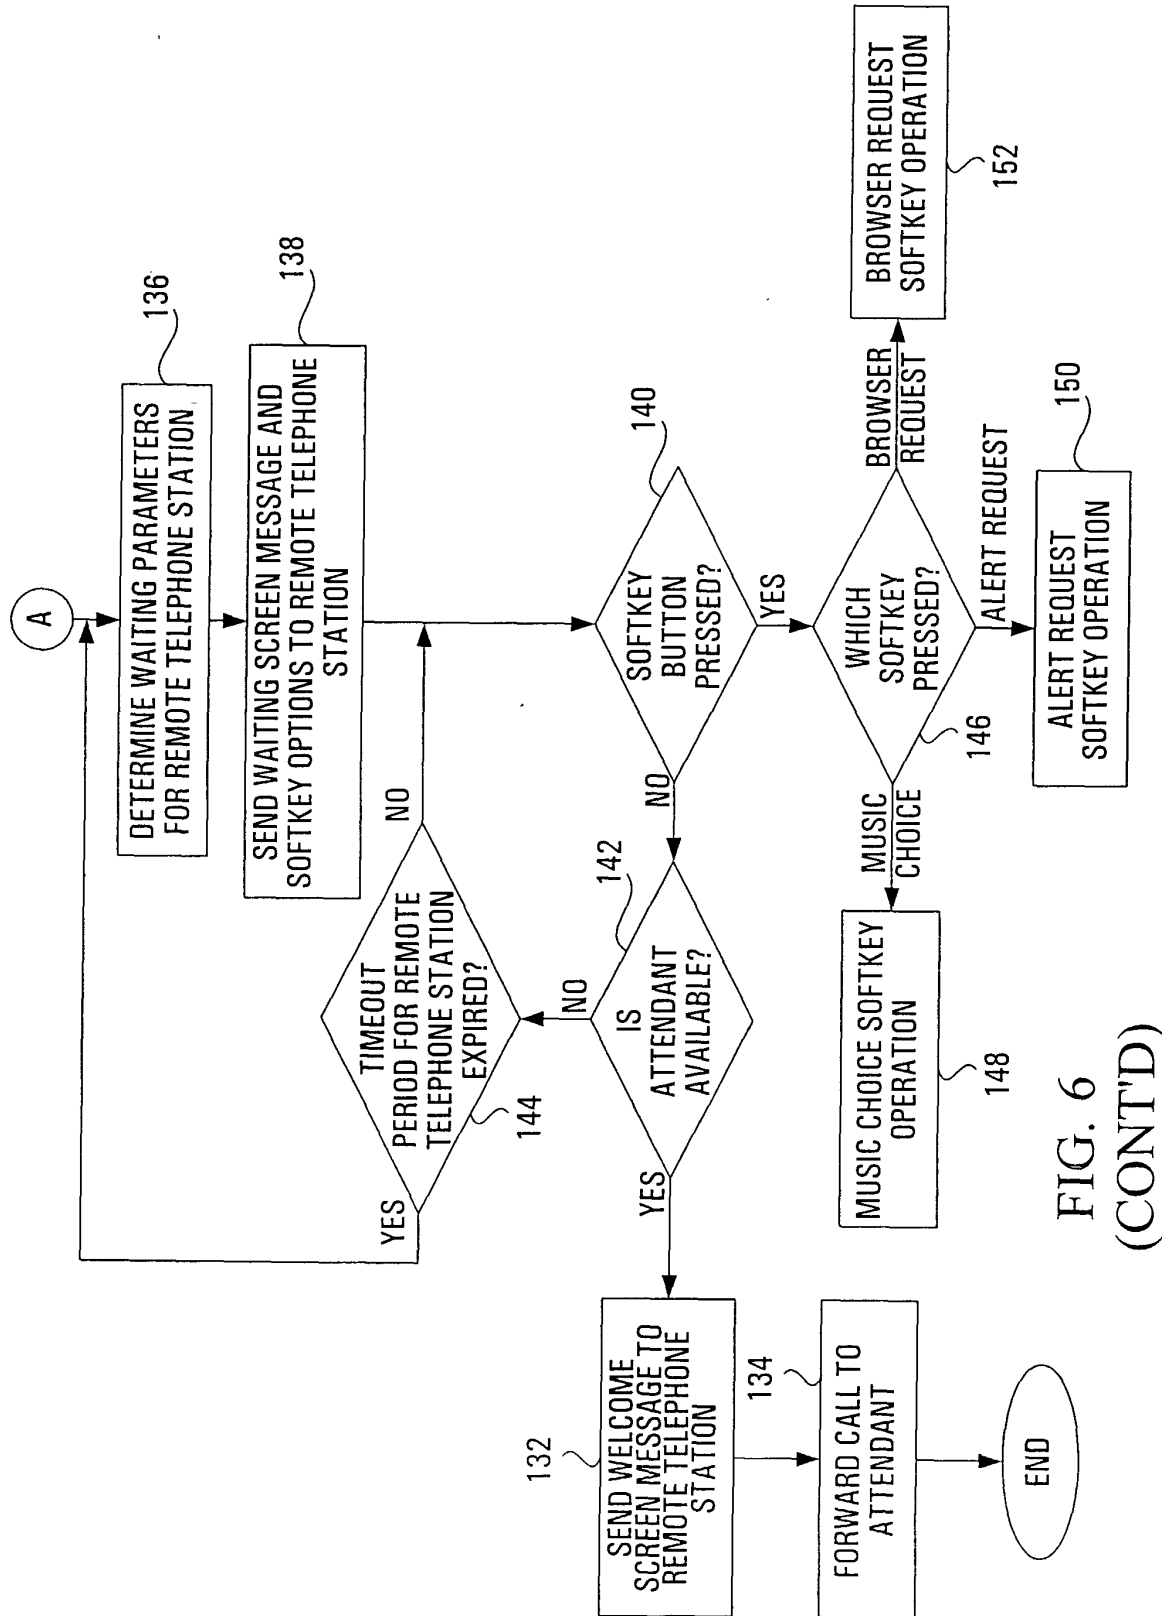 A
136
DETERMINE WAITING PARAMETERS
FOR REMOTE TELEPHONE STATION
138
SEND WAITING SCREEN MESSAGE AND
SOFTKEY OPTIONS TO REMOTE TELEPHONE
STATION
TIMEOUT
PERIOD FOR REMOTE
TELEPHONE STATION
EXPIRED?
144
YES
NO
140
SOFTKEY
BUTTON
PRESSED?
NO
YES
142
IS
ATTENDANT
AVAILABLE?
NO
YES
132
SEND WELCOME
SCREEN MESSAGE TO
REMOTE TELEPHONE
STATION
134
FORWARD CALL TO
ATTENDANT
END
WHICH
SOFTKEY
PRESSED?
146
MUSIC
CHOICE
MUSIC CHOICE SOFTKEY
OPERATION
148
ALERT REQUEST
150
ALERT REQUEST
SOFTKEY OPERATION
BROWSER
REQUEST
BROWSER REQUEST
SOFTKEY OPERATION
152
FIG. 6
(CONT'D)